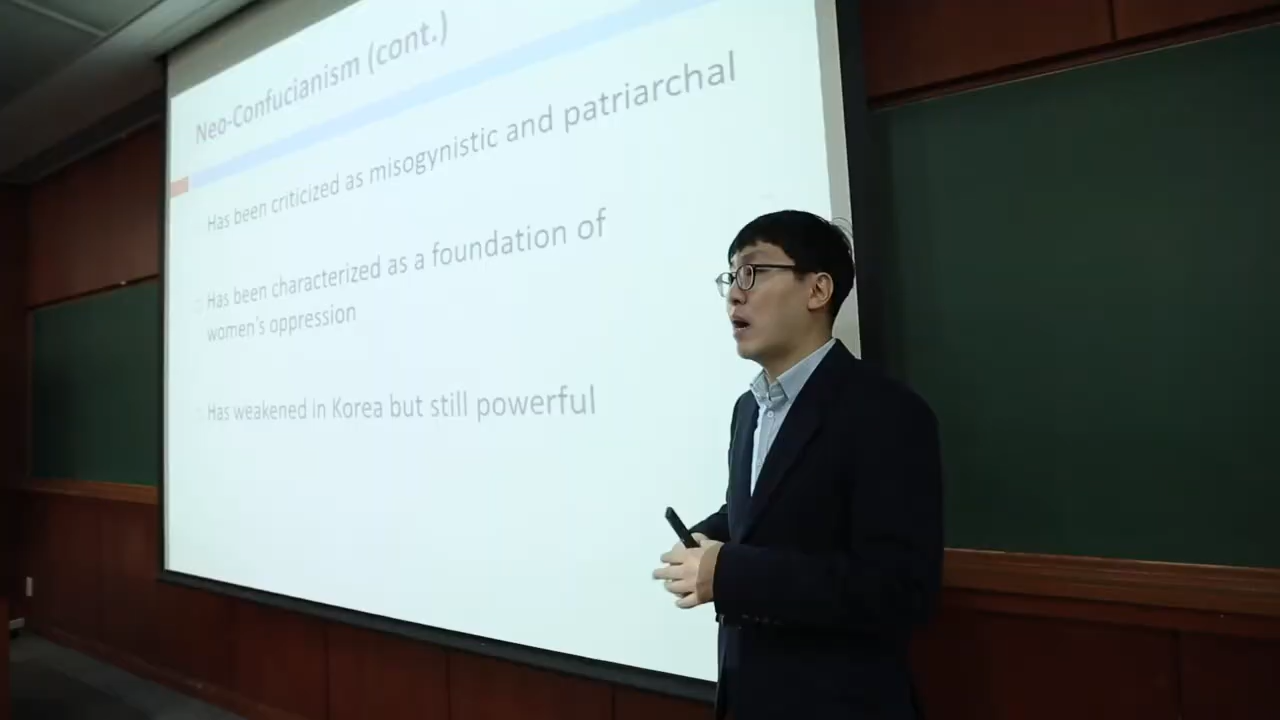 Neo-Confucianism (cont.)
Has been criticized as misogynistic and patriarchal
Has been characterized as a foundation of
women's oppression
Has weakened in Korea but still powerful